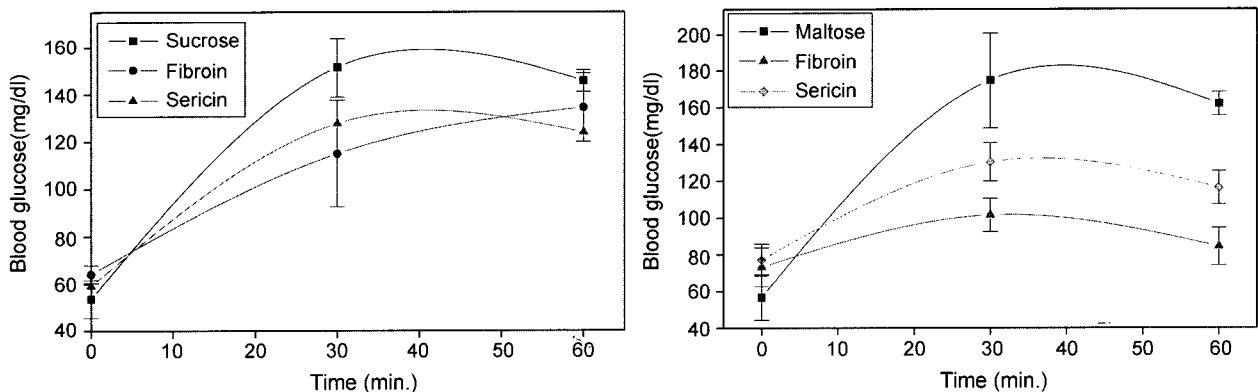 Sucrose
Fibroin
Sericin
Blood glucose(mg/dl)
160
140
120
100
80
60
40
0 10 20 30 40 50 60
Time (min.)
Maltose
Fibroin
Sericin
Blood glucose(mg/dl)
200
180
160
140
120
100
80
60
40
0 10 20 30 40 50 60
Time (min.)